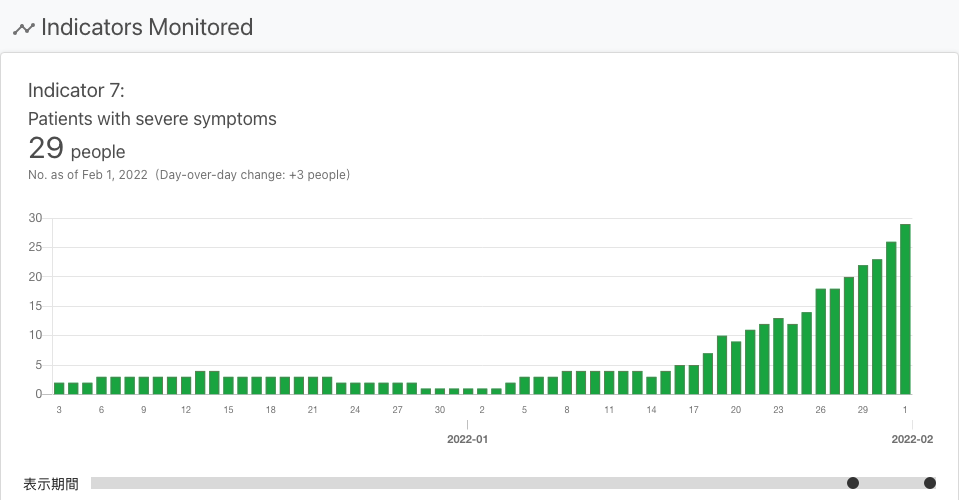 Indicators Monitored
Indicator 7:
Patients with severe symptoms
29 people
No. as of Feb 1, 2022 (Day-over-day change: +3 people)
30
25
20
15
10
5
0
3 6 9 12 15 18 21 24 27 30 2 5 8 11 14 17 20 23 26 29 1
2022-01 2022-02
表示期間